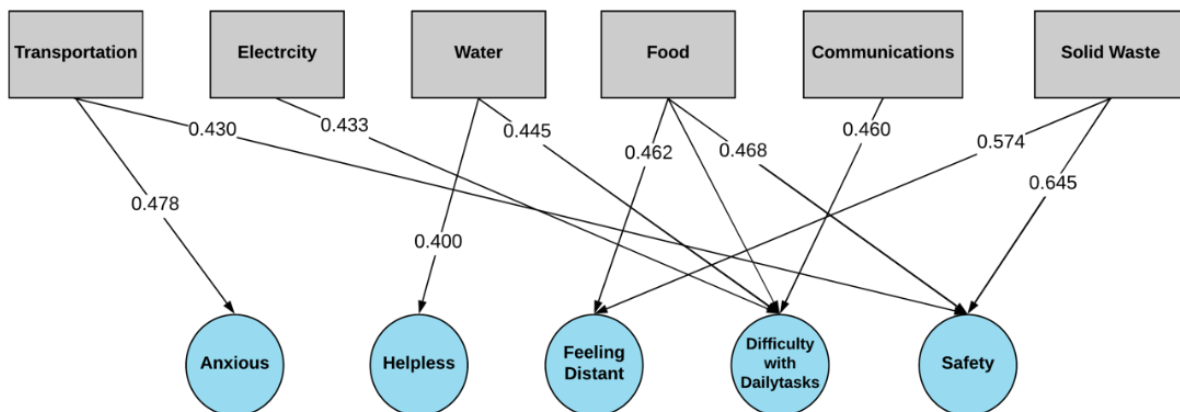 Transportation
Electrcity
Water
Food
Communications
Solid Waste
0.430
0.433
0.445
0.462
0.468
0.460
0.574
0.478
0.645
0.400
Anxious
Helpless
Feeling
Distant
Difficulty
with
Dailytasks
Safety